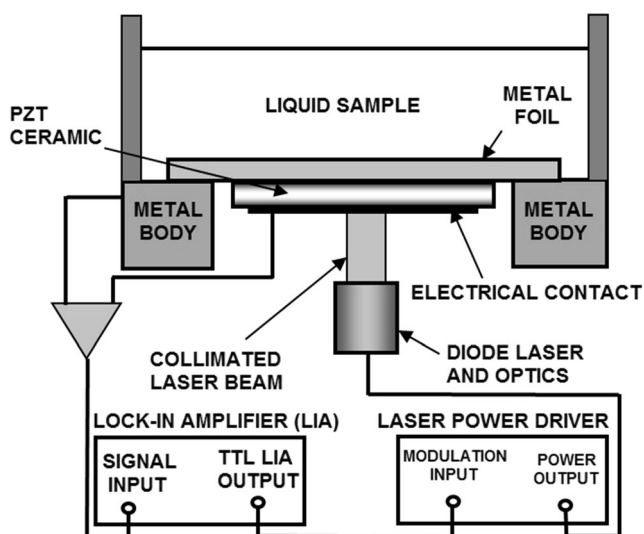 LIQUID SAMPLE
PZT
CERAMIC
METAL
FOIL
METAL
BODY
METAL
BODY
ELECTRICAL CONTACT
COLLIMATED
LASER BEAM
DIODE LASER
AND OPTICS
LOCK-IN AMPLIFIER (LIA)
SIGNAL
INPUT
TTL LIA
OUTPUT
LASER POWER DRIVER
MODULATION
INPUT
POWER
OUTPUT